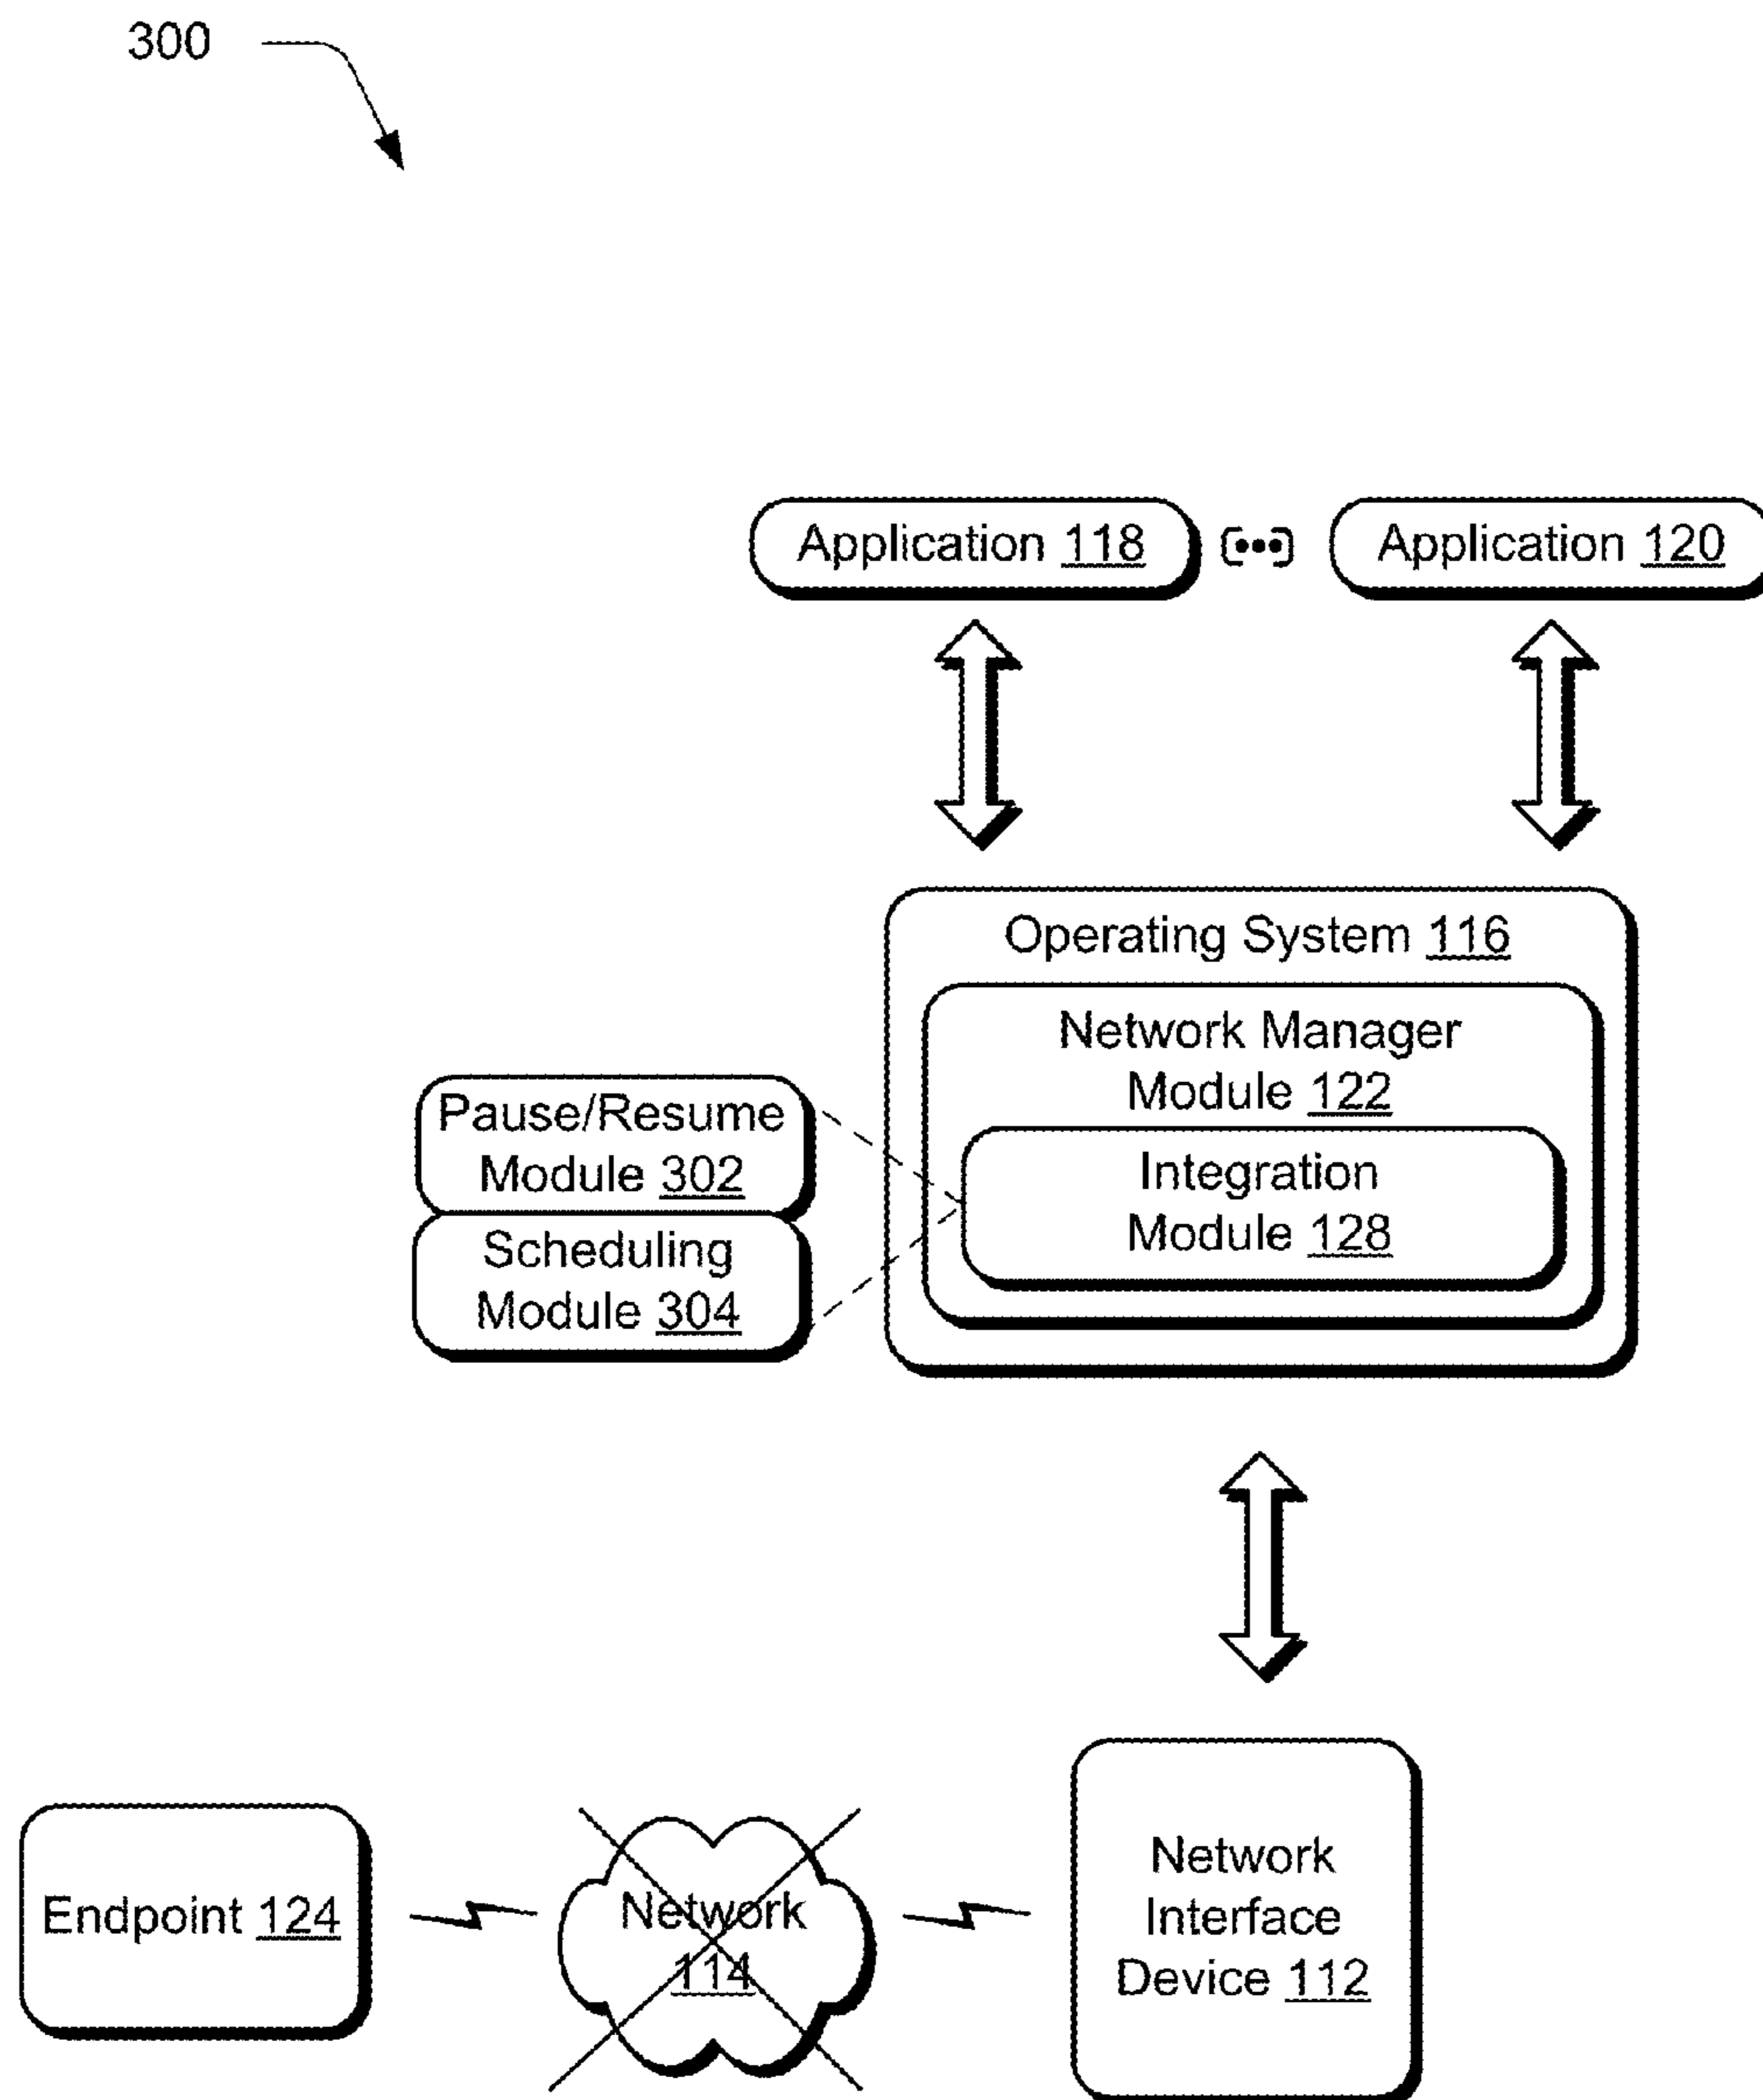 300
Application 118
Application 120
Operating System 116
Network Manager
Module 122
Pause/Resume
Module 302
Integration
Module 128
Scheduling
Module 304
Endpoint 124
Network
114
Network
Interface
Device 112